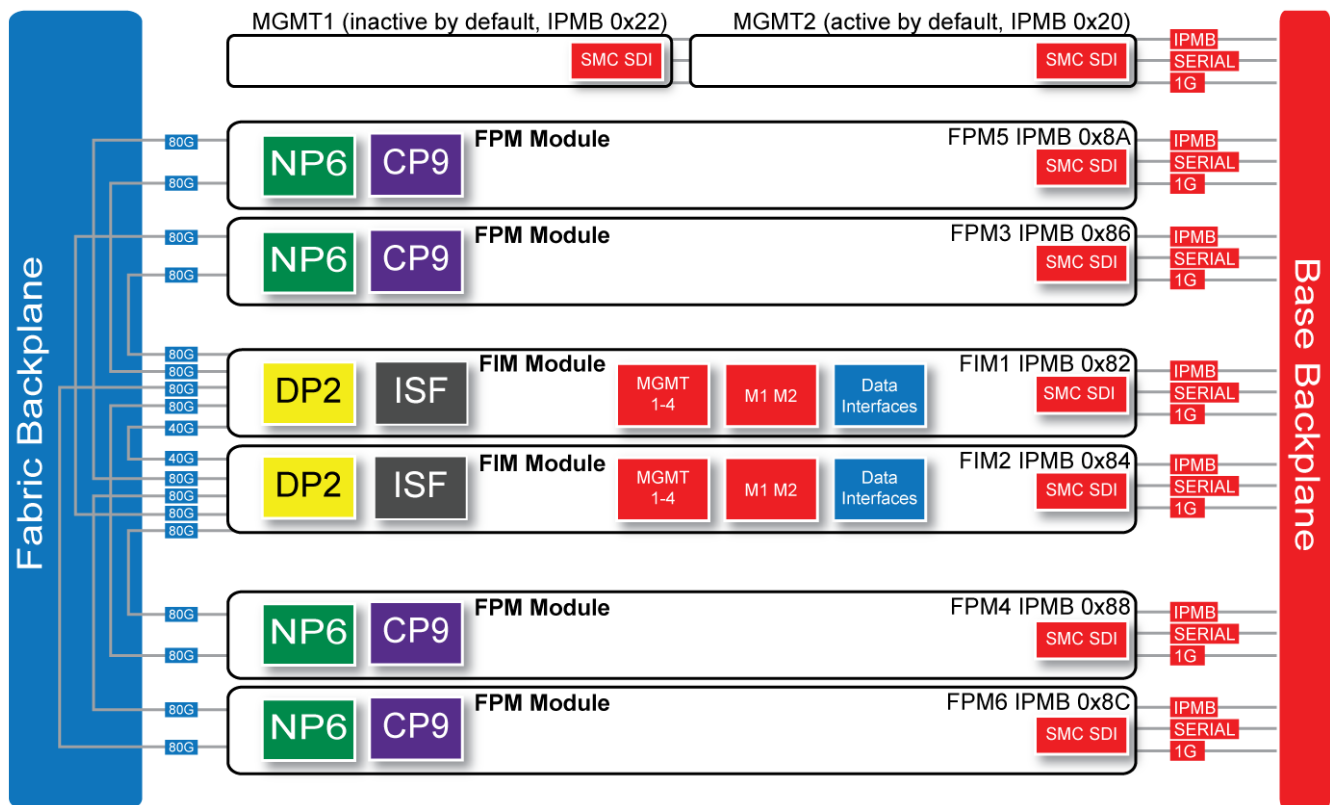 MGMT1 (inactive by default, IPMB 0x22)
MGMT2 (active by default, IPMB 0x20)
SMC SDI
SMC SDI
IPMB
SERIAL
1G
Fabric Backplane
Base Backplane
80G
80G
NP6
CP9
FPM Module
FPM5 IPMB 0x8A
SMC SDI
IPMB
SERIAL
1G
80G
80G
NP6
CP9
FPM Module
FPM3 IPMB 0x86
SMC SDI
IPMB
SERIAL
1G
80G
80G
80G
80G
40G
DP2
ISF
FIM Module
MGMT
1-4
M1 M2
Data
Interfaces
FIM1 IPMB 0x82
SMC SDI
IPMB
SERIAL
1G
40G
80G
80G
80G
80G
DP2
ISF
FIM Module
MGMT
1-4
M1 M2
Data
Interfaces
FIM2 IPMB 0x84
SMC SDI
IPMB
SERIAL
1G
80G
80G
NP6
CP9
FPM Module
FPM4 IPMB 0x88
SMC SDI
IPMB
SERIAL
1G
80G
80G
NP6
CP9
FPM Module
FPM6 IPMB 0x8C
SMC SDI
IPMB
SERIAL
1G